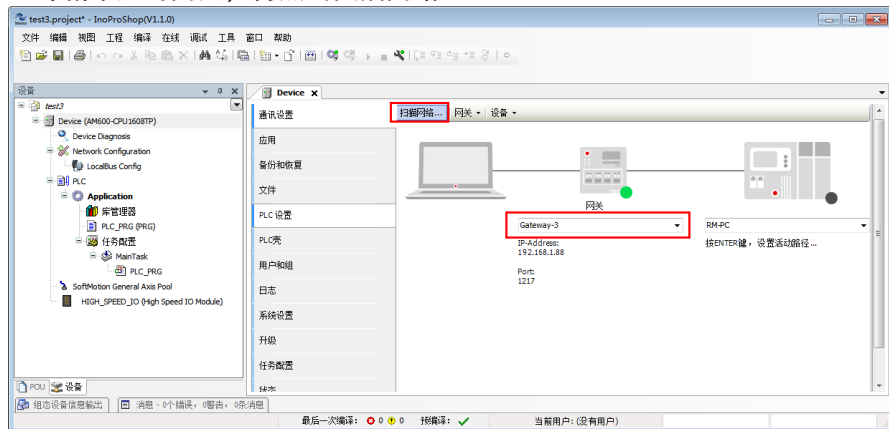 test3.project* - InoProShop(V1.1.0)
文件 编辑 视图 工程 编译 在线 调试 工具 窗口 帮助
设备
Device
test3
Device (AM600-CPU1608TP)
Device Diagnosis
Network Configuration
LocalBus Config
PLC
Application
库管理器
PLC_PRG (PRG)
任务配置
MainTask
PLC_PRG
SoftMotion General Axis Pool
HIGH_SPEED_IO (High Speed IO Module)
通讯设置
应用
备份和恢复
文件
PLC 设置
PLC壳
用户和组
日志
系统设置
升级
任务配置
状态
扫描网络... 网关 设备
网关
Gateway-3
RM-PC
IP-Address:
192.168.1.88
按ENTER键，设置活动路径...
Port:
1217
POU 设备
组态设备信息输出 消息 - 0个错误，0警告，0条消息
最后一次编译： 0 0 预编译： 当前用户：(没有用户)